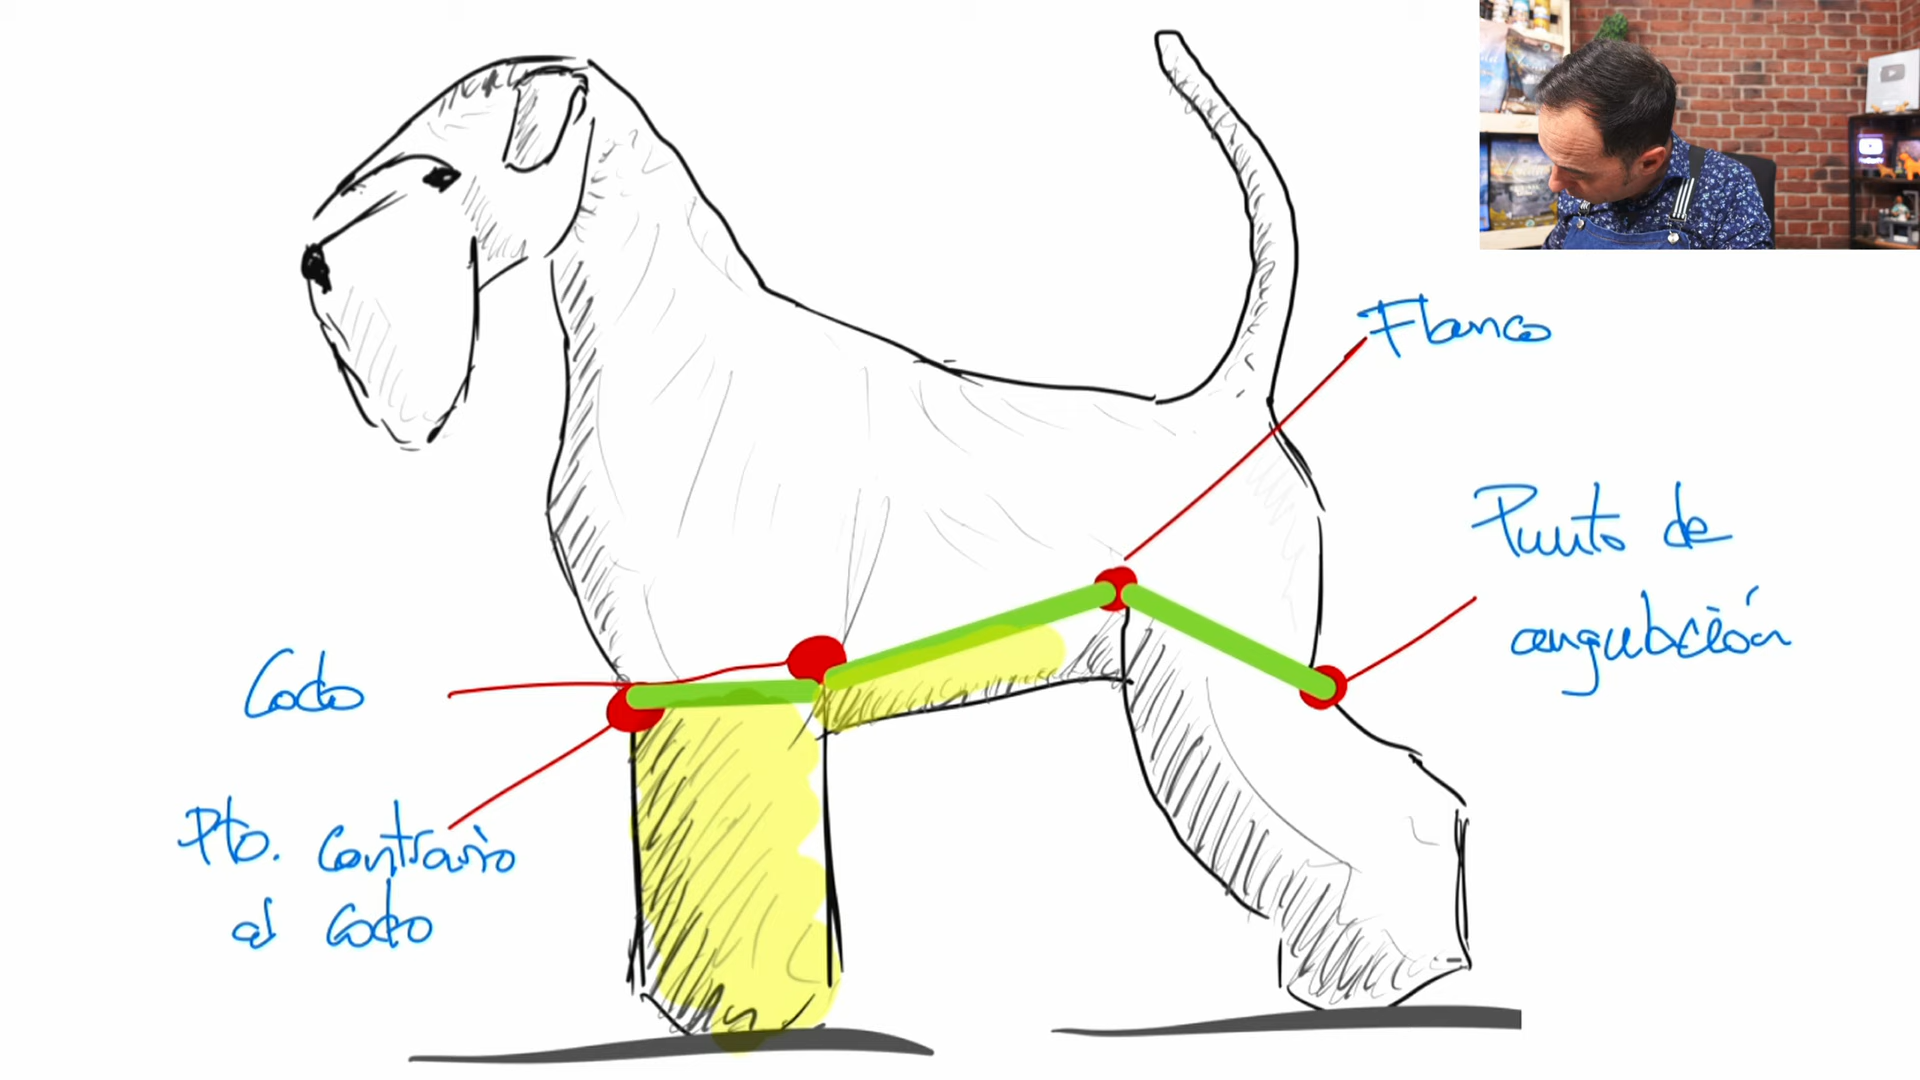 Flanco
Punto de
angulación
Codo
Pto. Contrario
al codo